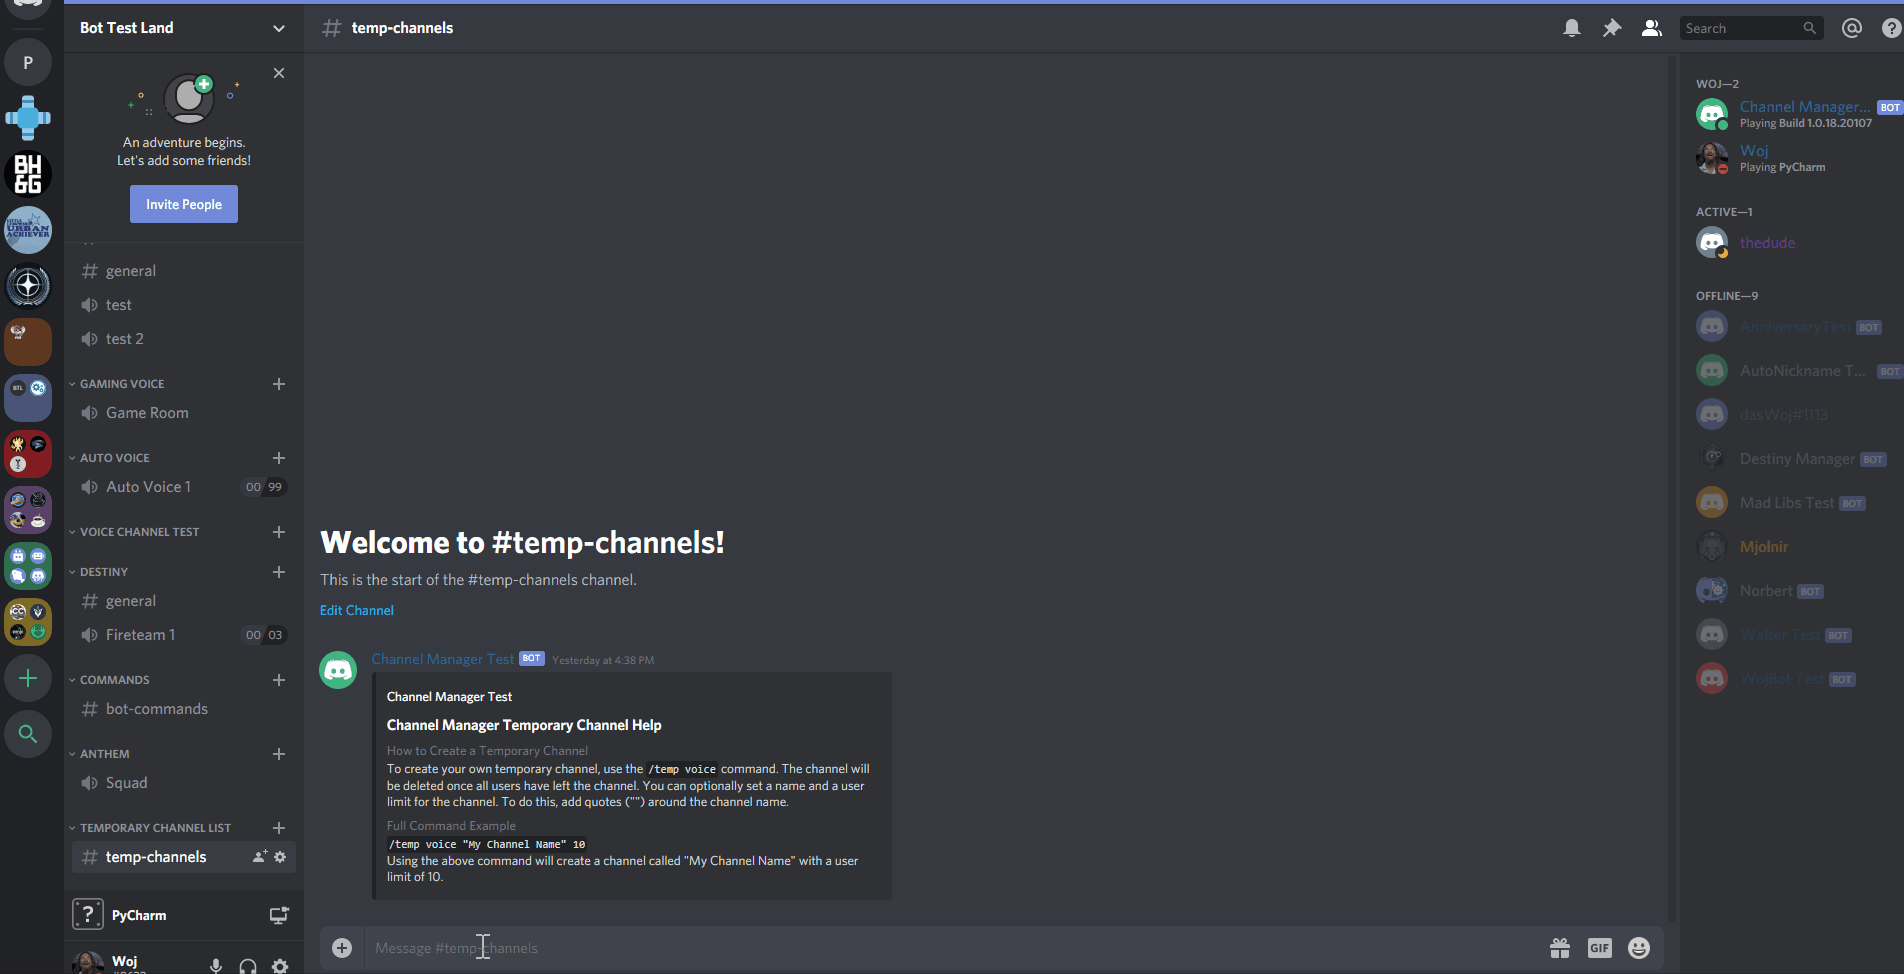 Bot Test Land
temp-channels
Search
P
BH
&G
URBAN
ACHIEVER
An adventure begins.
Let's add some friends!
Invite People
general
test
test 2
GAMING VOICE
Game Room
AUTO VOICE
Auto Voice 1
00 99
VOICE CHANNEL TEST
DESTINY
general
Fireteam 1
00 03
COMMANDS
bot-commands
ANTHEM
Squad
TEMPORARY CHANNEL LIST
temp-channels
PyCharm
Woj
Welcome to #temp-channels!
This is the start of the #temp-channels channel.
Edit Channel
Channel Manager Test BOT Yesterday at 4:38 PM
Channel Manager Test
Channel Manager Temporary Channel Help
How to Create a Temporary Channel
To create your own temporary channel, use the /temp voice command. The channel will
be deleted once all users have left the channel. You can optionally set a name and a user
limit for the channel. To do this, add quotes ("") around the channel name.
Full Command Example
/temp voice "My Channel Name" 10
Using the above command will create a channel called "My Channel Name" with a user
limit of 10.
Message #temp-channels
GIF
WOJ—2
Channel Manager... BOT
Playing Build 1.0.18.20107
Woj
Playing PyCharm
ACTIVE—1
thedude
OFFLINE—9
AnniversaryTest BOT
AutoNickname T... BOT
dasWoj#1113
Destiny Manager BOT
Mad Libs Test BOT
Mjolnir
Norbert BOT
Walter Test BOT
WojBot Test BOT